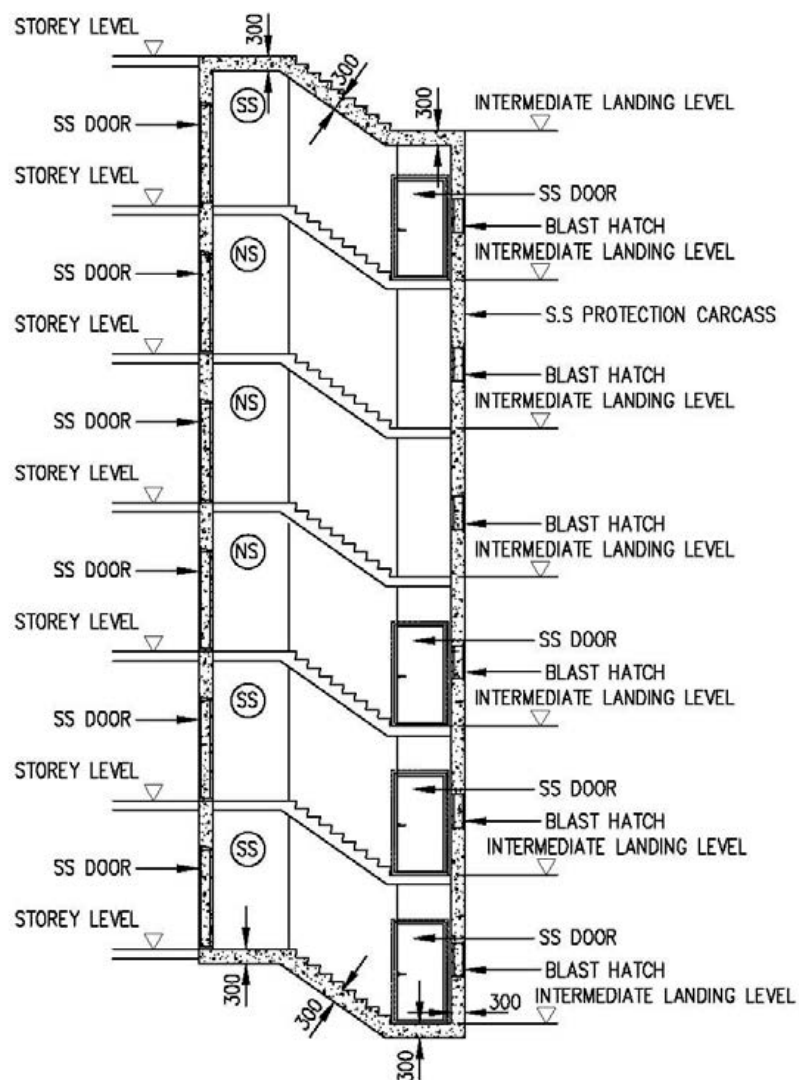 STOREY LEVEL
300
300
SS
300
INTERMEDIATE LANDING LEVEL
SS DOOR
STOREY LEVEL
SS DOOR
BLAST HATCH
INTERMEDIATE LANDING LEVEL
NS
SS DOOR
S.S PROTECTION CARCASS
STOREY LEVEL
BLAST HATCH
INTERMEDIATE LANDING LEVEL
NS
SS DOOR
STOREY LEVEL
BLAST HATCH
INTERMEDIATE LANDING LEVEL
NS
SS DOOR
STOREY LEVEL
SS DOOR
BLAST HATCH
INTERMEDIATE LANDING LEVEL
SS
SS DOOR
STOREY LEVEL
SS DOOR
BLAST HATCH
INTERMEDIATE LANDING LEVEL
SS
SS DOOR
STOREY LEVEL
SS DOOR
BLAST HATCH
300
300
INTERMEDIATE LANDING LEVEL
300
300